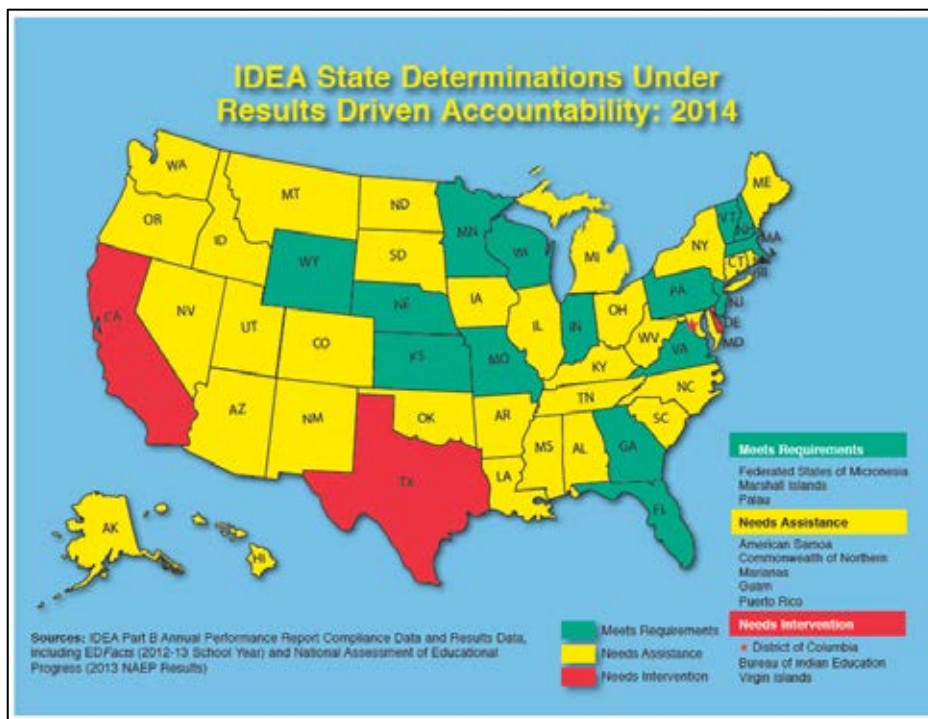 IDEA State Determinations Under
Results Driven Accountability: 2014
WA
MT
ND
MN
ME
OR
ID
SD
WI
VT
NH
NY
MA
WY
MI
CT
RI
IA
PA
NE
NJ
NV
OH
IL
IN
DE
UT
CA
WV
MD
CO
VA
KS
MO
KY
NC
TN
AZ
OK
NM
AR
SC
MS
AL
GA
TX
LA
FL
AK
HI
Meets Requirements
Federated States of Micronesia
Marshall Islands
Palau
Needs Assistance
American Samoa
Commonwealth of Northern
Marianas
Guam
Puerto Rico
Needs Intervention
District of Columbia
Bureau of Indian Education
Virgin Islands
Meets Requirements
Needs Assistance
Needs Intervention
Sources: IDEA Part B Annual Performance Report Compliance Data and Results Data,
including EDFacts (2012-13 School Year) and National Assessment of Educational
Progress (2013 NAEP Results)